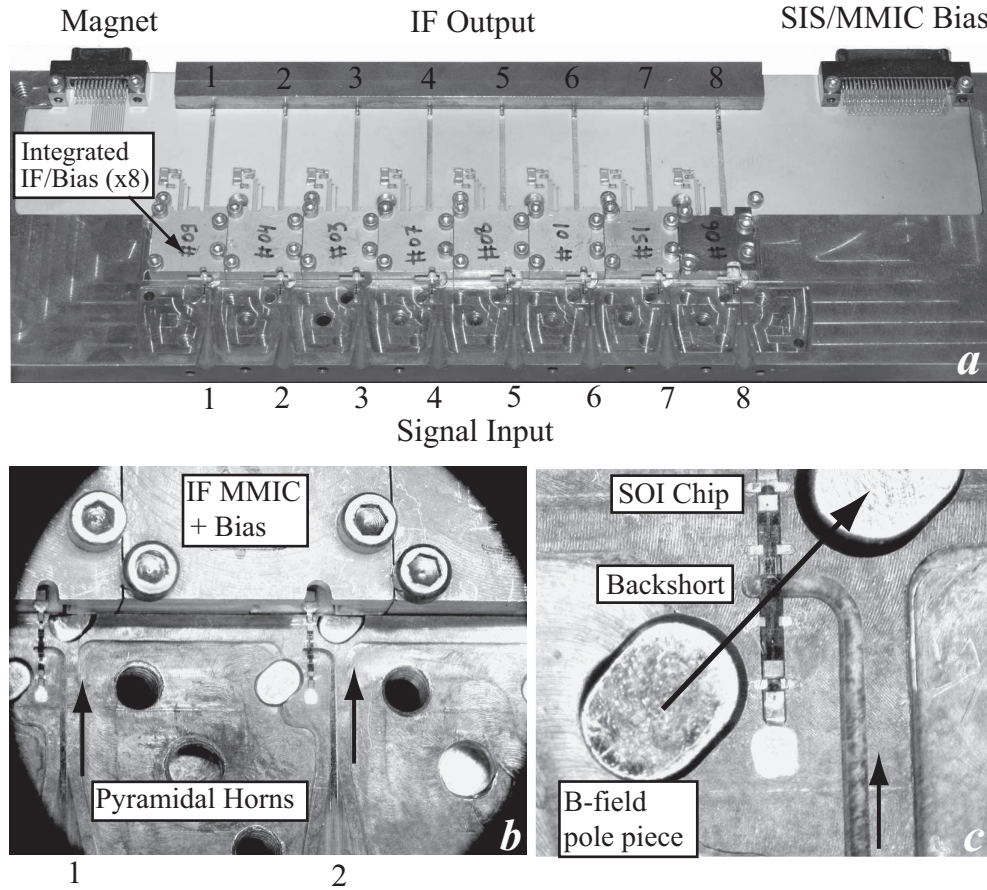 Magnet
IF Output
SIS/MMIC Bias
1 2 3 4 5 6 7 8
Integrated
IF/Bias (x8)
#09 #04 #03 #07 #08 #01 #51 #06
a
1 2 3 4 5 6 7 8
Signal Input
IF MMIC
+ Bias
Pyramidal Horns
b
1 2
SOI Chip
Backshort
B-field
pole piece
c